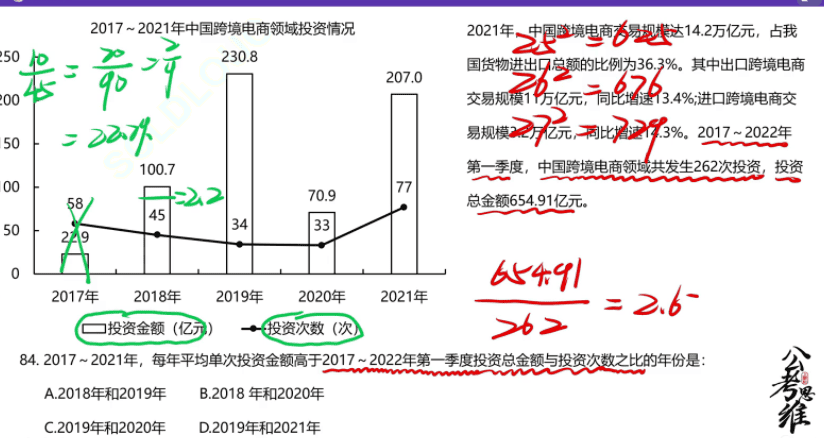 2017～2021年中国跨境电商领域投资情况
250
200
150
100
50
0
58
22.9
100.7
45
230.8
34
70.9
33
207.0
77
2017年
2018年
2019年
2020年
2021年
投资金额（亿元）
投资次数（次）
10/45 = 20/90 = 2/9
= 22.2%
= 2.2
2021年，中国跨境电商交易规模达14.2万亿元，占我
国货物进出口总额的比例为36.3%。其中出口跨境电商
交易规模11万亿元，同比增速13.4%;进口跨境电商交
易规模3.2万亿元，同比增速14.3%。2017～2022年
第一季度，中国跨境电商领域共发生262次投资，投资
总金额654.91亿元。
25² = 625
26² = 676
27² = 729
654.91/262 = 2.5
84. 2017～2021年，每年平均单次投资金额高于2017～2022年第一季度投资总金额与投资次数之比的年份是：
A.2018年和2019年
B.2018 年和2020年
C.2019年和2020年
D.2019年和2021年
公考思维